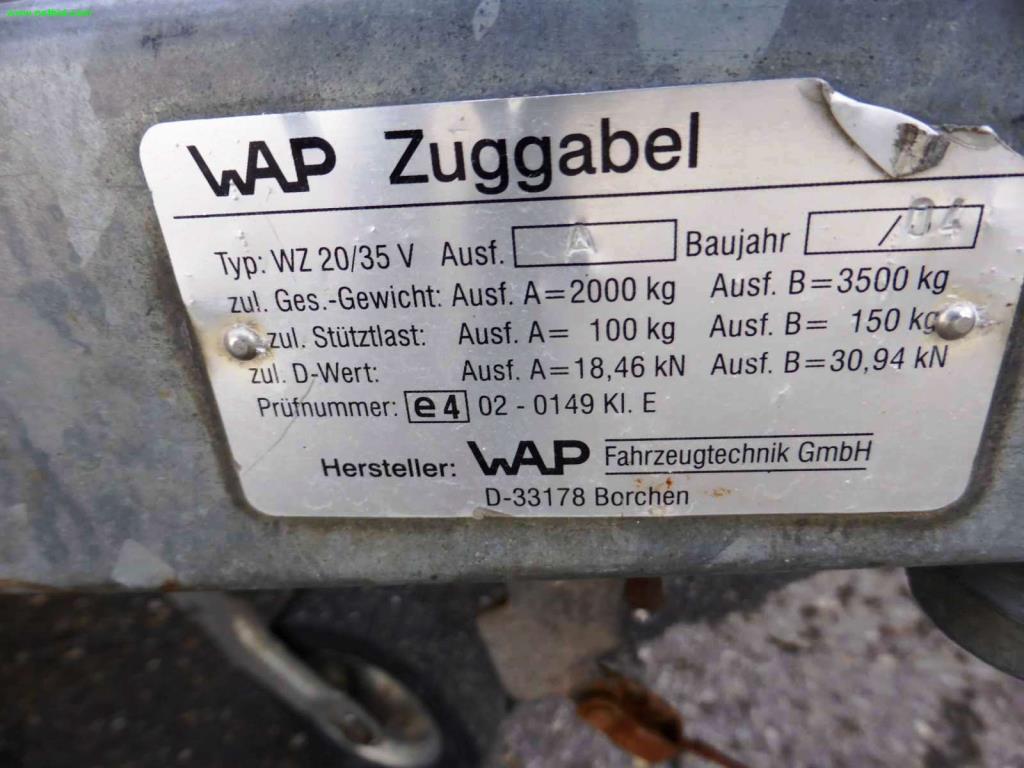 WAP Zuggabel
Typ: WZ 20/35 V Ausf. A Baujahr /04
zul. Ges.-Gewicht: Ausf. A=2000 kg Ausf. B=3500 kg
zul. Stütztlast: Ausf. A= 100 kg Ausf. B= 150 kg
zul. D-Wert: Ausf. A=18,46 kN Ausf. B=30,94 kN
Prüfnummer: e4 02 - 0149 Kl. E
Hersteller: WAP Fahrzeugtechnik GmbH
D-33178 Borchen